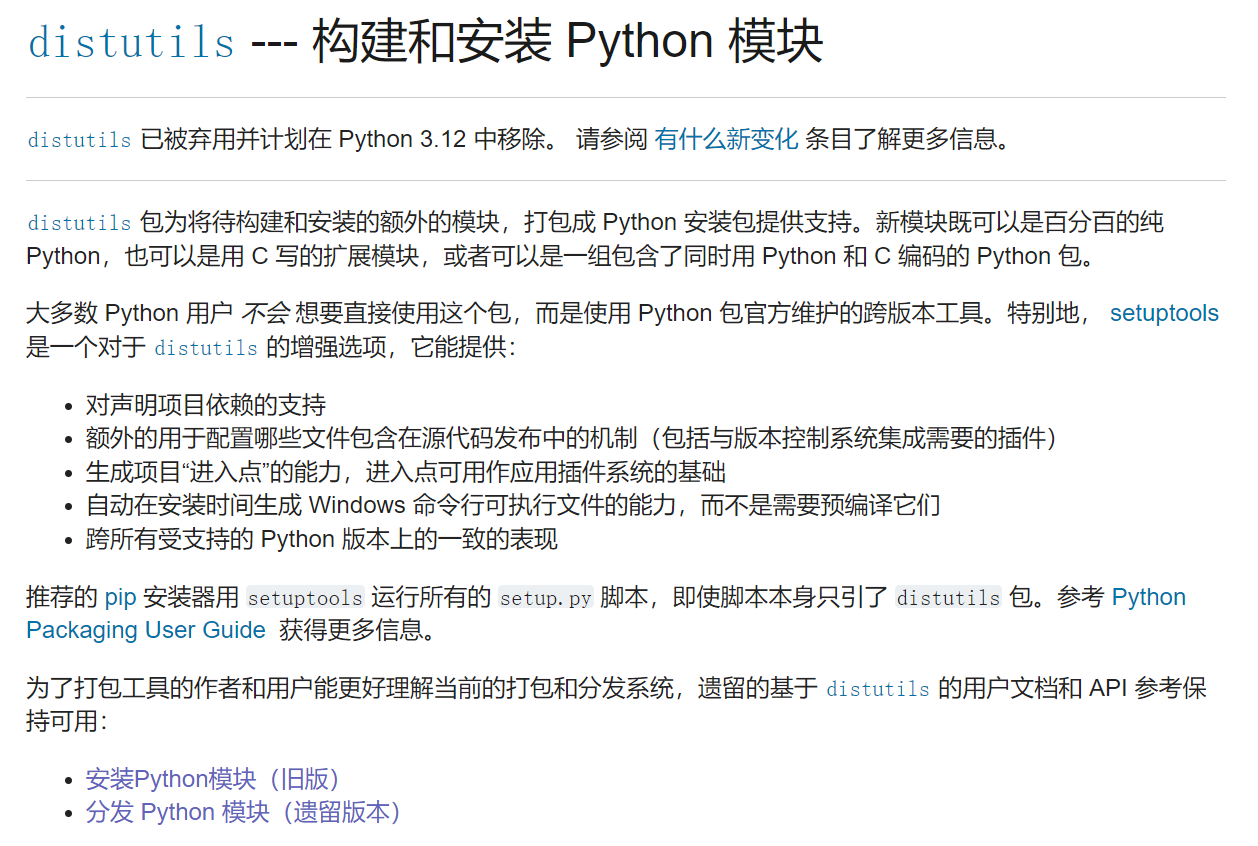 distutils --- 构建和安装 Python 模块
distutils 已被弃用并计划在 Python 3.12 中移除。 请参阅 有什么新变化 条目了解更多信息。
distutils 包为将待构建和安装的额外的模块，打包成 Python 安装包提供支持。新模块既可以是百分百的纯
Python，也可以是用 C 写的扩展模块，或者可以是一组包含了同时用 Python 和 C 编码的 Python 包。
大多数 Python 用户 不会 想要直接使用这个包，而是使用 Python 包官方维护的跨版本工具。特别地， setuptools
是一个对于 distutils 的增强选项，它能提供：
• 对声明项目依赖的支持
• 额外的用于配置哪些文件包含在源代码发布中的机制（包括与版本控制系统集成需要的插件）
• 生成项目“进入点”的能力，进入点可用作应用插件系统的基础
• 自动在安装时间生成 Windows 命令行可执行文件的能力，而不是需要预编译它们
• 跨所有受支持的 Python 版本上的一致的表现
推荐的 pip 安装器用 setuptools 运行所有的 setup.py 脚本，即使脚本本身只引了 distutils 包。参考 Python
Packaging User Guide 获得更多信息。
为了打包工具的作者和用户能更好理解当前的打包和分发系统，遗留的基于 distutils 的用户文档和 API 参考保
持可用：
• 安装Python模块（旧版）
• 分发 Python 模块（遗留版本）